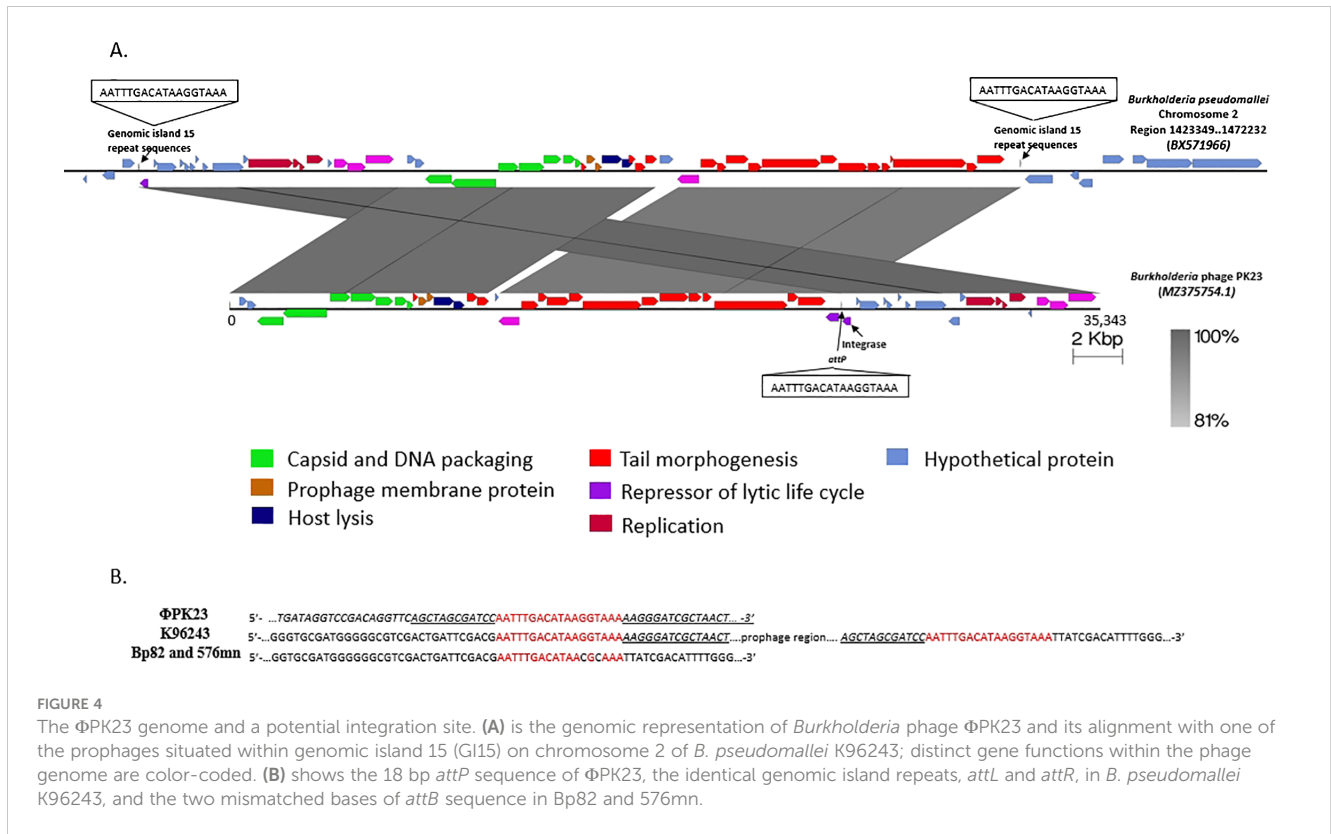 A.
AATTTGACATAAGGTAAA
AATTTGACATAAGGTAAA
Genomic island 15
repeat sequences
Genomic island 15
repeat sequences
Burkholderia pseudomallei
Chromosome 2
Region 1423349..1472232
(BX571966)
Burkholderia phage PK23
(MZ375754.1)
0
35,343
Integrase
attP
AATTTGACATAAGGTAAA
2 Kbp
100%
81%
Capsid and DNA packaging
Prophage membrane protein
Host lysis
Tail morphogenesis
Repressor of lytic life cycle
Replication
Hypothetical protein
B.
ΦPK23 5’- ...TGATAGGTCCGACAGGTTCAGCTAGCGATCCAATTTGACATAAGGTAAAAAGGGATCGCTAACT... -3’
K96243 5’-...GGGTGCGATGGGGGCGTCGACTGATTCGACGAATTTGACATAAGGTAAAAAGGGATCGCTAACT....prophage region.... AGCTAGCGATCCAATTTGACATAAGGTAAATTATCGACATTTTGGG...-3’
Bp82 and 576mn 5’-...GGTGCGATGGGGGGCGTCGACTGATTCGACGAATTTGACATAACGCAAATTATCGACATTTTGGG...-3’
FIGURE 4
The ΦPK23 genome and a potential integration site. (A) is the genomic representation of Burkholderia phage ΦPK23 and its alignment with one of
the prophages situated within genomic island 15 (GI15) on chromosome 2 of B. pseudomallei K96243; distinct gene functions within the phage
genome are color-coded. (B) shows the 18 bp attP sequence of ΦPK23, the identical genomic island repeats, attL and attR, in B. pseudomallei
K96243, and the two mismatched bases of attB sequence in Bp82 and 576mn.